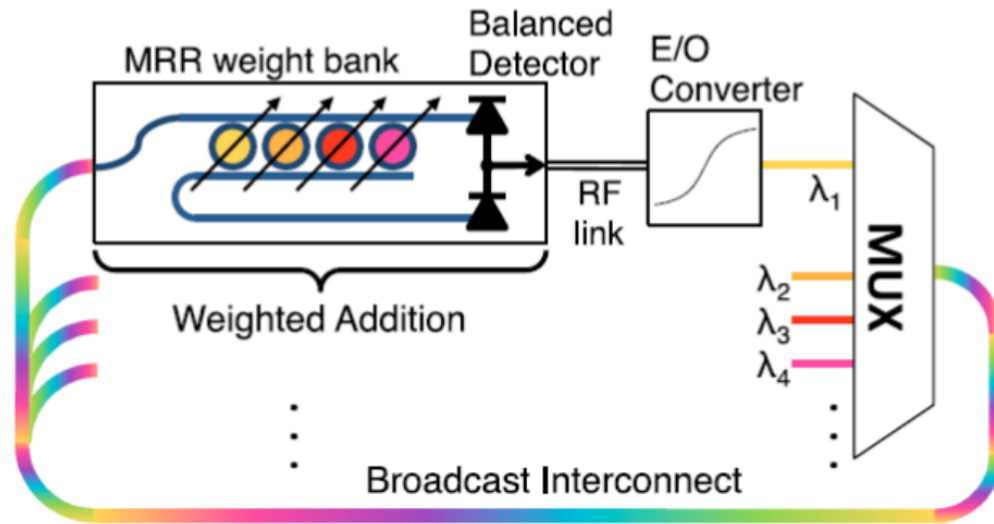 MRR weight bank
Balanced
Detector
E/O
Converter
RF
link
λ1
λ2
λ3
λ4
MUX
Weighted Addition
Broadcast Interconnect